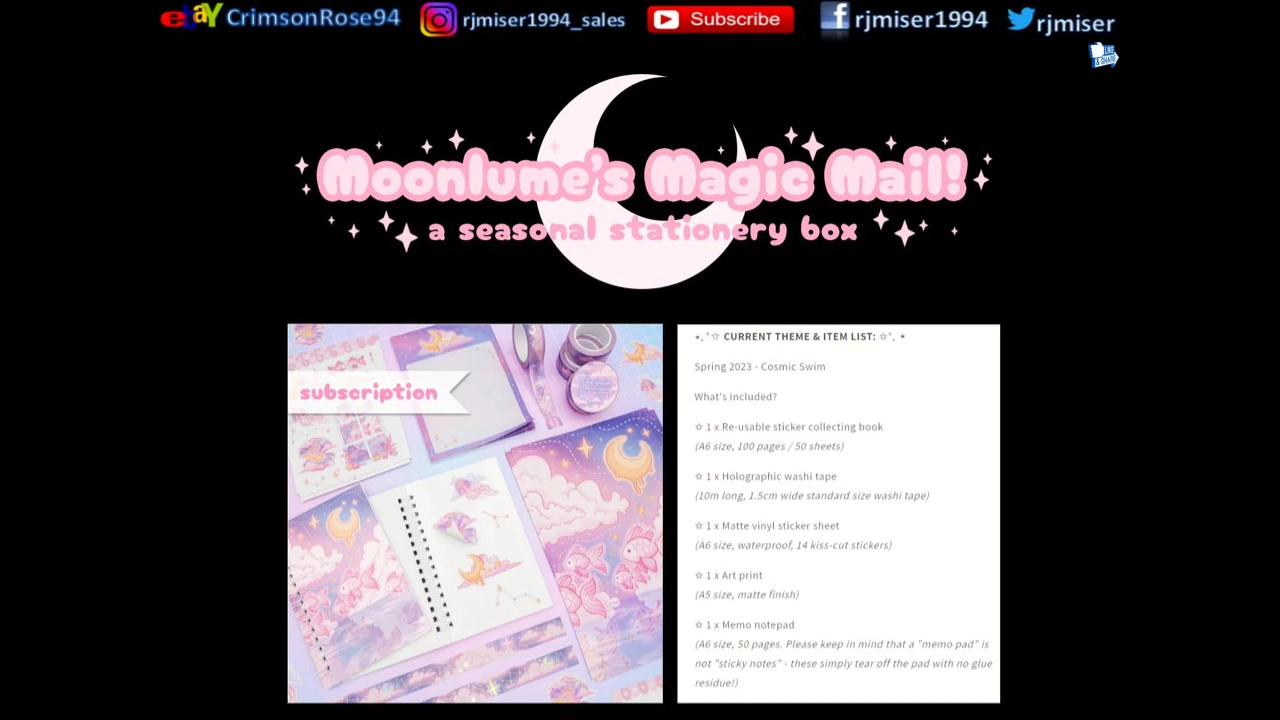 ebay CrimsonRose94 rjmiser1994_sales Subscribe rjmiser1994 rjmiser
LIKE
& SHARE
Moonlume's Magic Mail!
a seasonal stationery box
subscription
⋆｡˚☆ CURRENT THEME & ITEM LIST: ☆˚｡⋆
Spring 2023 - Cosmic Swim
What's included?
☆ 1 x Re-usable sticker collecting book
(A6 size, 100 pages / 50 sheets)
☆ 1 x Holographic washi tape
(10m long, 1.5cm wide standard size washi tape)
☆ 1 x Matte vinyl sticker sheet
(A6 size, waterproof, 14 kiss-cut stickers)
☆ 1 x Art print
(A5 size, matte finish)
☆ 1 x Memo notepad
(A6 size, 50 pages. Please keep in mind that a "memo pad" is
not "sticky notes" - these simply tear off the pad with no glue
residue!)